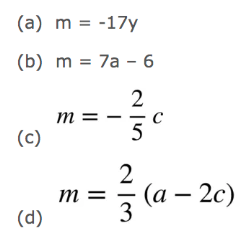 (a) m = -17y
(b) m = 7a – 6
(c) m = − 2/5 c
(d) m = 2/3 (a − 2c)